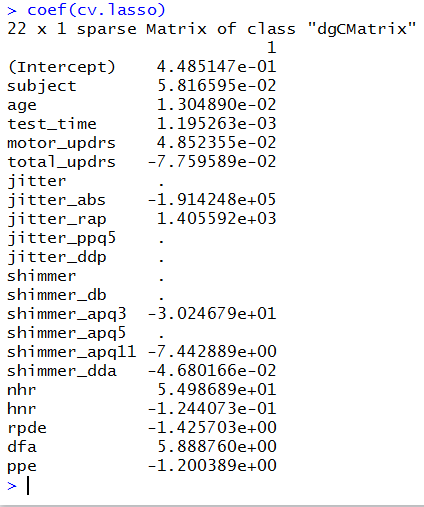 > coef(cv.lasso)
22 x 1 sparse Matrix of class "dgCMatrix"
1
(Intercept) 4.485147e-01
subject 5.816595e-02
age 1.304890e-02
test_time 1.195263e-03
motor_updrs 4.852355e-02
total_updrs -7.759589e-02
jitter .
jitter_abs -1.914248e+05
jitter_rap 1.405592e+03
jitter_ppq5 .
jitter_ddp .
shimmer .
shimmer_db .
shimmer_apq3 -3.024679e+01
shimmer_apq5 .
shimmer_apq11 -7.442889e+00
shimmer_dda -4.680166e-02
nhr 5.498689e+01
hnr -1.244073e-01
rpde -1.425703e+00
dfa 5.888760e+00
ppe -1.200389e+00
>